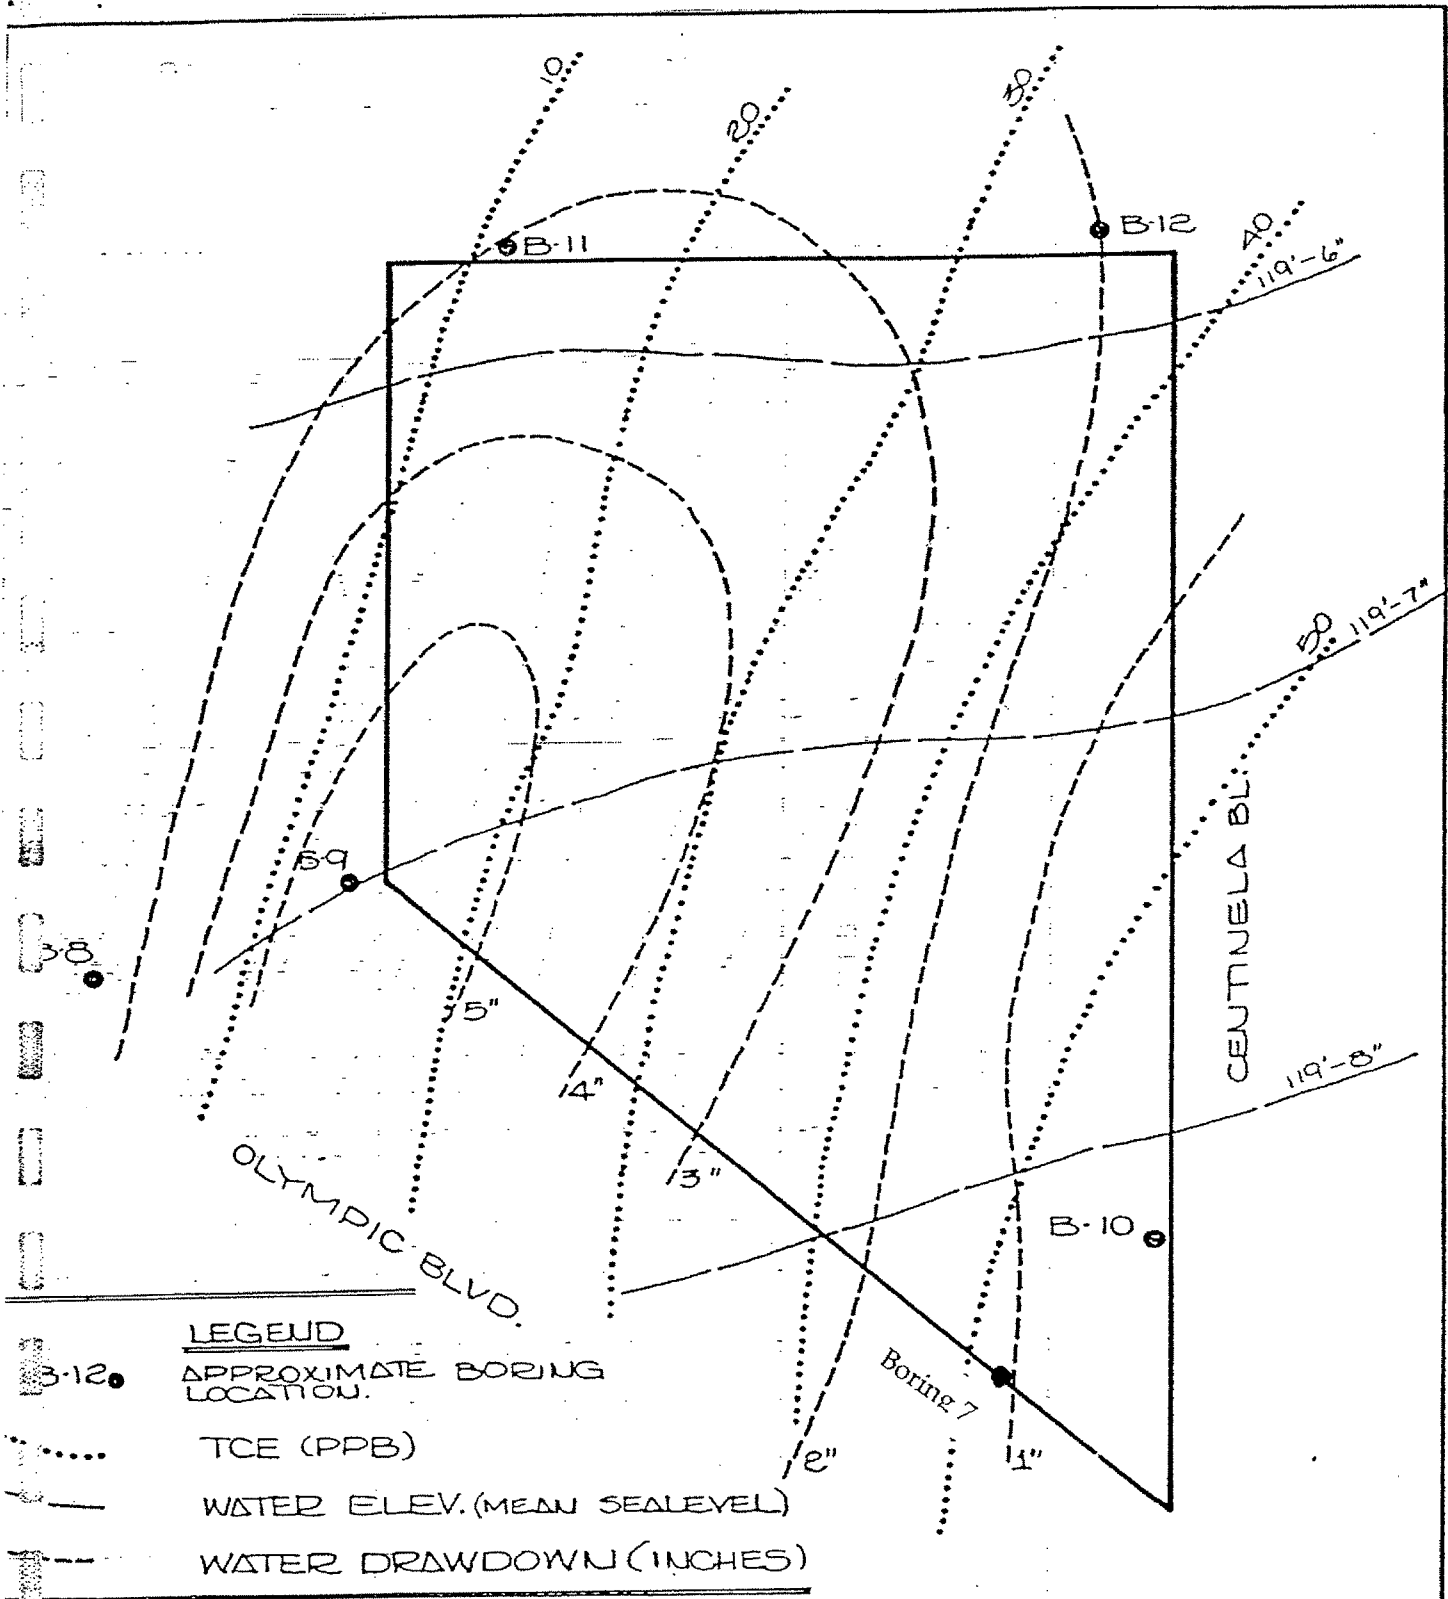 10
20
30
B-11
B-12
40
119'-6"
50
119'-7"
CENTINELA BL.
B-9
B-8
5"
119'-8"
4"
3"
OLYMPIC BLVD.
B-10
Boring 7
2"
1"
LEGEND
B-12 APPROXIMATE BORING
LOCATION.
TCE (PPB)
WATER ELEV. (MEAN SEALEVEL)
WATER DRAWDOWN (INCHES)